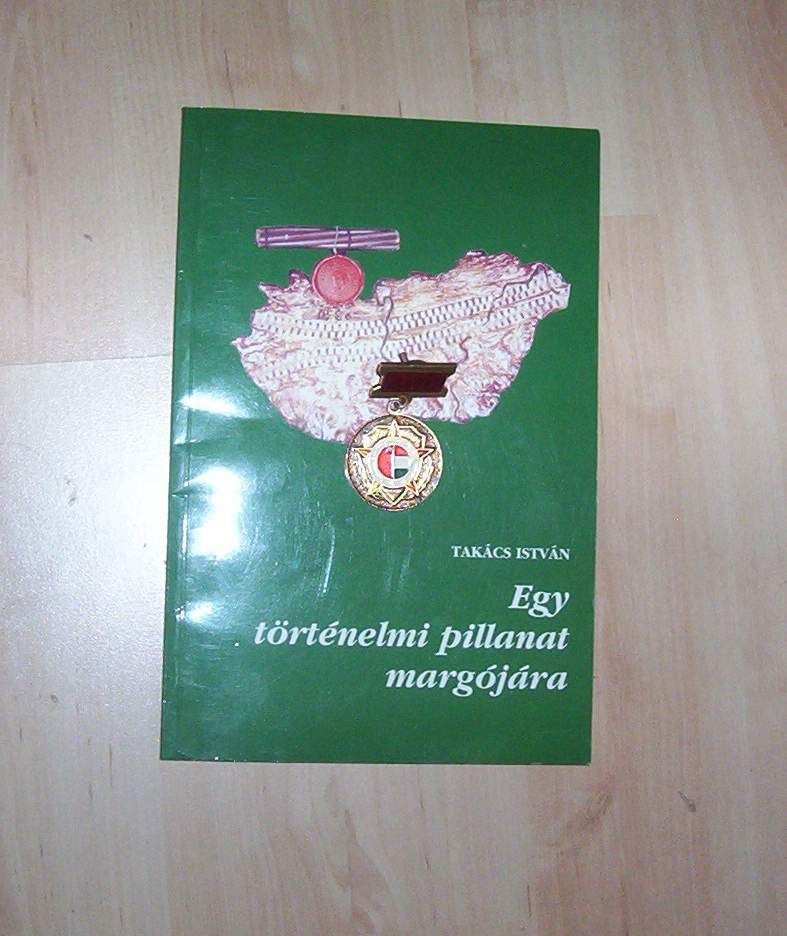 TAKÁCS ISTVÁN
Egy
történelmi pillanat
margójára